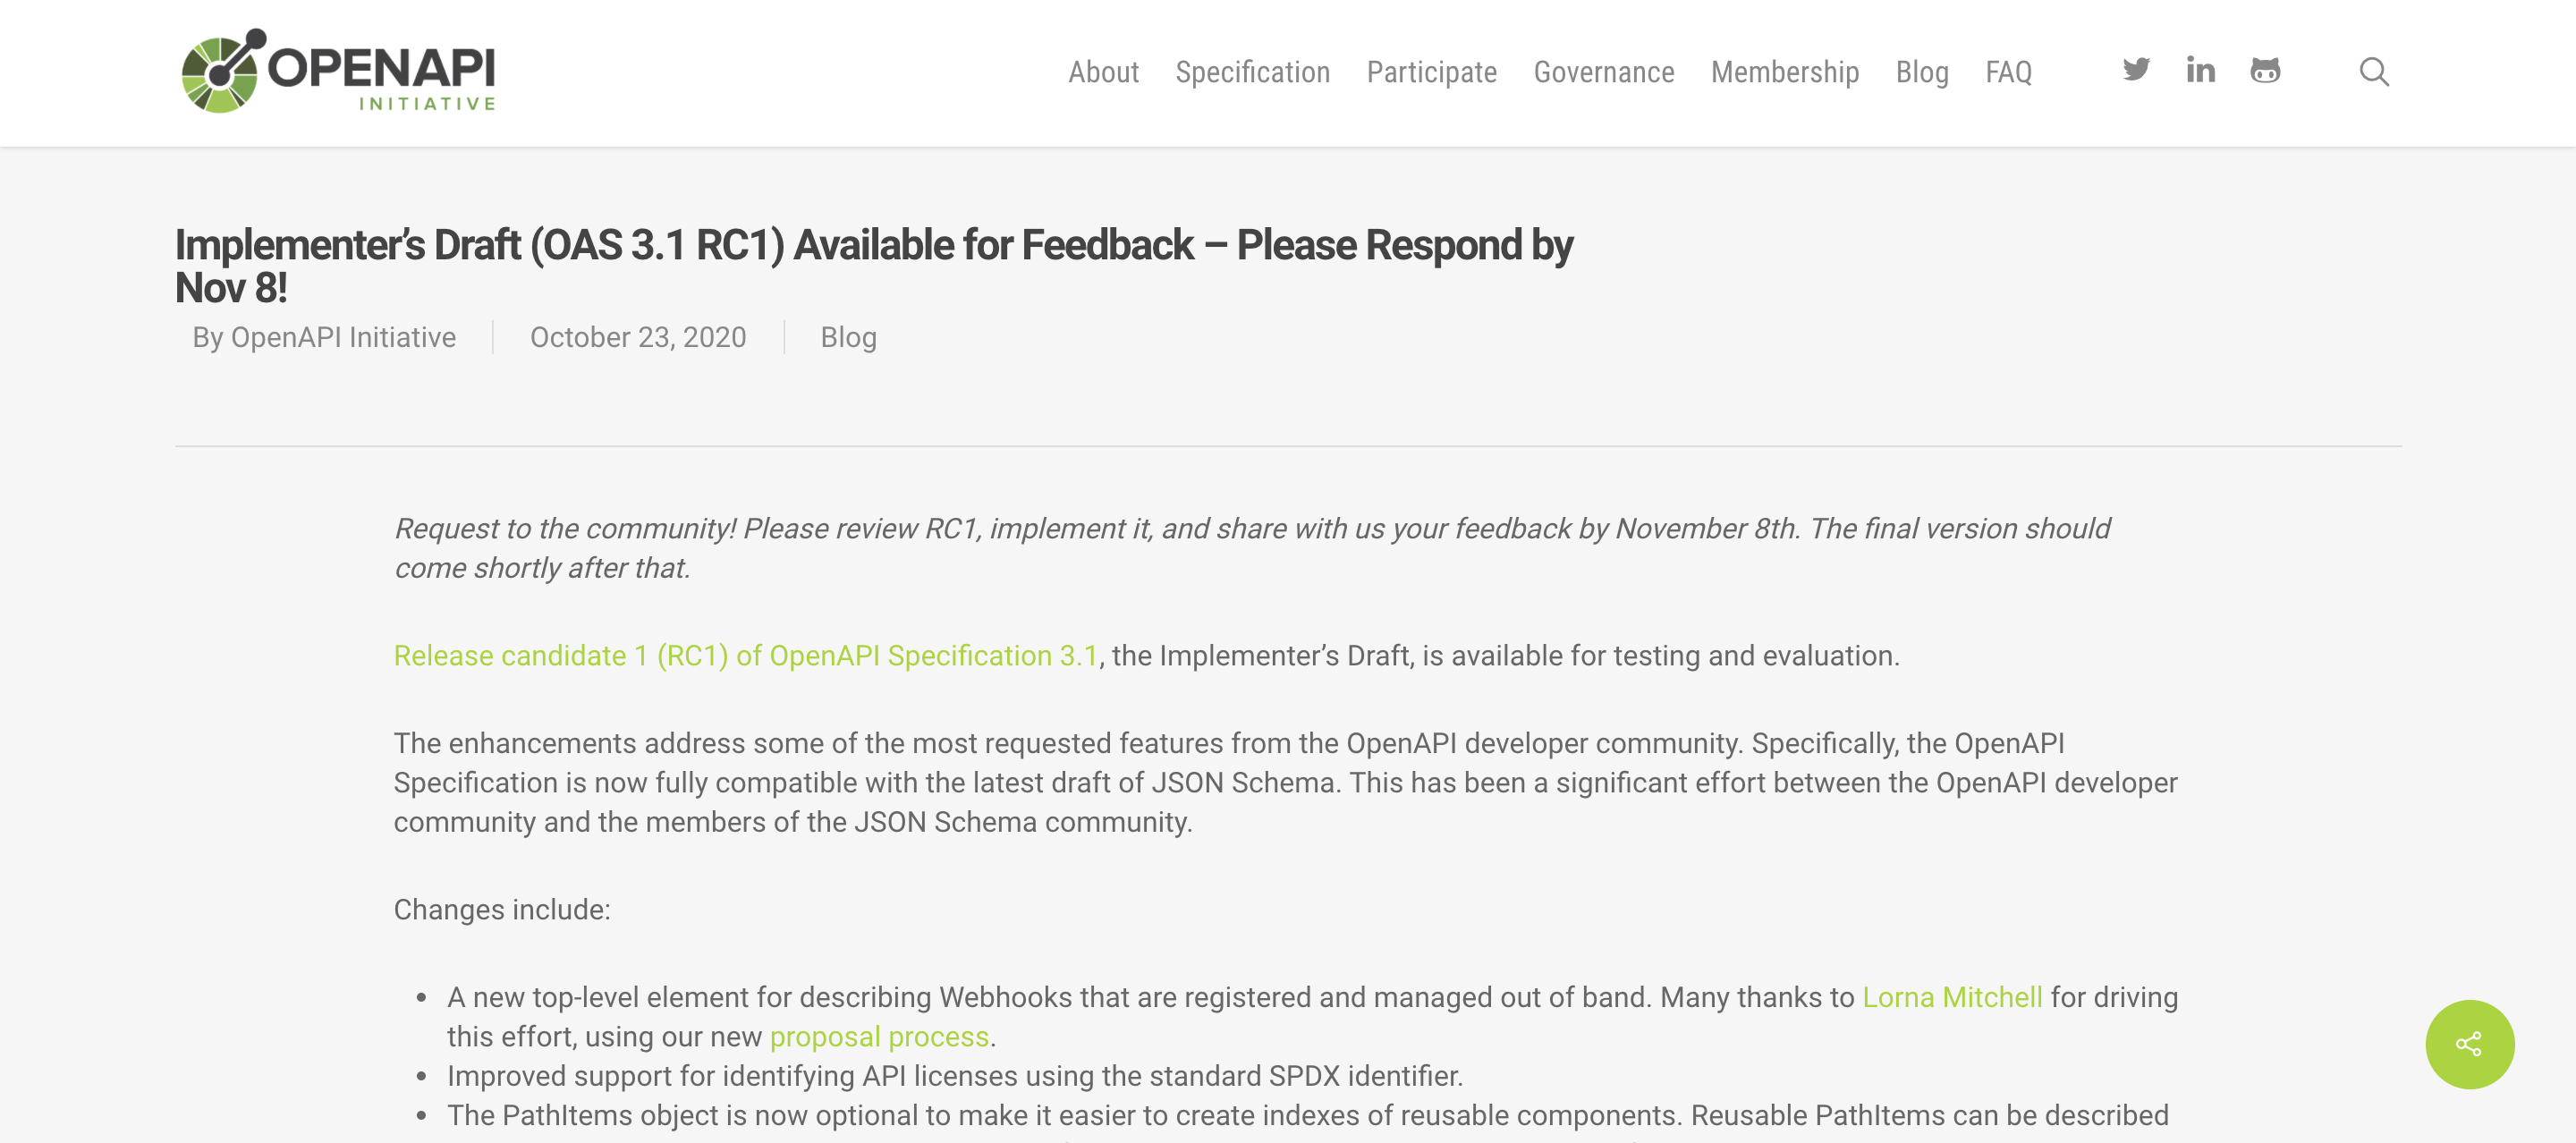 OPENAPI
INITIATIVE
About Specification Participate Governance Membership Blog FAQ
Implementer’s Draft (OAS 3.1 RC1) Available for Feedback – Please Respond by
Nov 8!
By OpenAPI Initiative
October 23, 2020
Blog
Request to the community! Please review RC1, implement it, and share with us your feedback by November 8th. The final version should
come shortly after that.
Release candidate 1 (RC1) of OpenAPI Specification 3.1, the Implementer’s Draft, is available for testing and evaluation.
The enhancements address some of the most requested features from the OpenAPI developer community. Specifically, the OpenAPI
Specification is now fully compatible with the latest draft of JSON Schema. This has been a significant effort between the OpenAPI developer
community and the members of the JSON Schema community.
Changes include:
• A new top-level element for describing Webhooks that are registered and managed out of band. Many thanks to Lorna Mitchell for driving
this effort, using our new proposal process.
• Improved support for identifying API licenses using the standard SPDX identifier.
• The PathItems object is now optional to make it easier to create indexes of reusable components. Reusable PathItems can be described